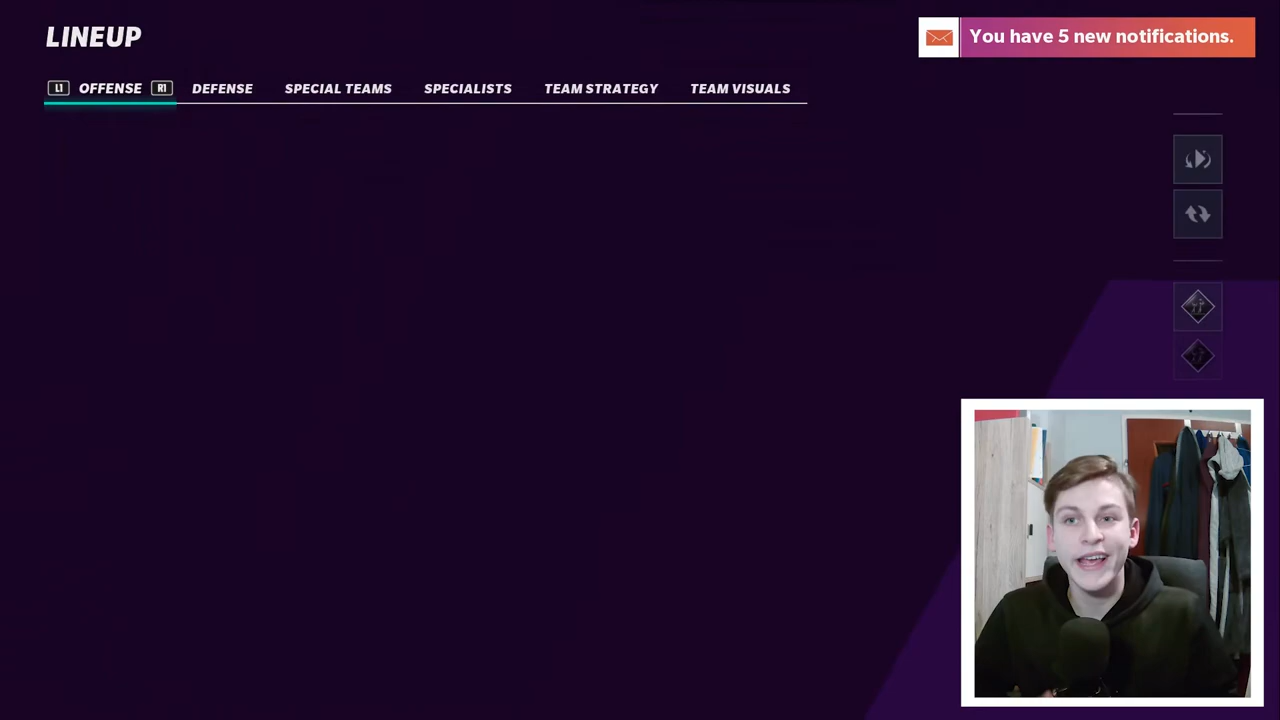 LINEUP
You have 5 new notifications.
L1 OFFENSE R1 DEFENSE SPECIAL TEAMS SPECIALISTS TEAM STRATEGY TEAM VISUALS